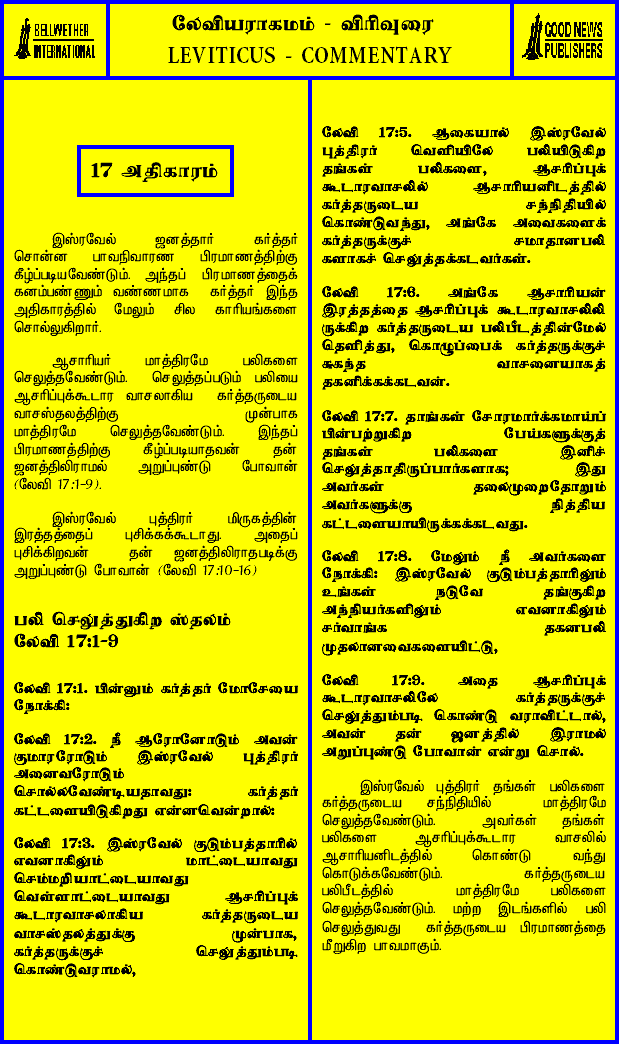 BELLWETHER
INTERNATIONAL
லேவியராகமம் - விரிவுரை
LEVITICUS - COMMENTARY
GOOD NEWS
PUBLISHERS
17 அதிகாரம்
இஸ்ரவேல் ஜனத்தார் கர்த்தர்
சொன்ன பாவநிவாரண பிரமாணத்திற்கு
கீழ்ப்படியவேண்டும். அந்தப் பிரமாணத்தைக்
கனம்பண்ணும் வண்ணமாக கர்த்தர் இந்த
அதிகாரத்தில் மேலும் சில காரியங்களை
சொல்லுகிறார்.
ஆசாரியர் மாத்திரமே பலிகளை
செலுத்தவேண்டும். செலுத்தப்படும் பலியை
ஆசரிப்புக்கூடார வாசலாகிய கர்த்தருடைய
வாசஸ்தலத்திற்கு முன்பாக
மாத்திரமே செலுத்தவேண்டும். இந்தப்
பிரமாணத்திற்கு கீழ்ப்படியாதவன் தன்
ஜனத்திலிராமல் அறுப்புண்டு போவான்
(லேவி 17:1-9).
இஸ்ரவேல் புத்திரர் மிருகத்தின்
இரத்தத்தைப் புசிக்கக்கூடாது. அதைப்
புசிக்கிறவன் தன் ஜனத்திலிராதபடிக்கு
அறுப்புண்டு போவான் (லேவி 17:10-16)
பலி செலுத்துகிற ஸ்தலம்
லேவி 17:1-9
லேவி 17:1. பின்னும் கர்த்தர் மோசேயை
நோக்கி:
லேவி 17:2. நீ ஆரோனோடும் அவன்
குமாரரோடும் இஸ்ரவேல் புத்திரர்
அனைவரோடும்
சொல்லவேண்டியதாவது: கர்த்தர்
கட்டளையிடுகிறது என்னவென்றால்:
லேவி 17:3. இஸ்ரவேல் குடும்பத்தாரில்
எவனாகிலும் மாட்டையாவது
செம்மறியாட்டையாவது
வெள்ளாட்டையாவது ஆசரிப்புக்
கூடாரவாசலாகிய கர்த்தருடைய
வாசஸ்தலத்துக்கு முன்பாக,
கர்த்தருக்குச் செலுத்தும்படி
கொண்டுவராமல்,
லேவி 17:5. ஆகையால் இஸ்ரவேல்
புத்திரர் வெளியிலே பலியிடுகிற
தங்கள் பலிகளை, ஆசரிப்புக்
கூடாரவாசலில் ஆசாரியனிடத்தில்
கர்த்தருடைய சந்நிதியில்
கொண்டுவந்து, அங்கே அவைகளைக்
கர்த்தருக்குச் சமாதானபலி
களாகச் செலுத்தக்கடவர்கள்.
லேவி 17:6. அங்கே ஆசாரியன்
இரத்தத்தை ஆசரிப்புக் கூடாரவாசலிலி
ருக்கிற கர்த்தருடைய பலிபீடத்தின்மேல்
தெளித்து, கொழுப்பைக் கர்த்தருக்குச்
சுகந்த வாசனையாகத்
தகனிக்கக்கடவன்.
லேவி 17:7. தாங்கள் சோரமார்க்கமாய்ப்
பின்பற்றுகிற பேய்களுக்குத்
தங்கள் பலிகளை இனிச்
செலுத்தாதிருப்பார்களாக; இது
அவர்கள் தலைமுறைதோறும்
அவர்களுக்கு நித்திய
கட்டளையாயிருக்கக்கடவது.
லேவி 17:8. மேலும் நீ அவர்களை
நோக்கி: இஸ்ரவேல் குடும்பத்தாரிலும்
உங்கள் நடுவே தங்குகிற
அந்நியர்களிலும் எவனாகிலும்
சர்வாங்க தகனபலி
முதலானவைகளையிட்டு,
லேவி 17:9. அதை ஆசரிப்புக்
கூடாரவாசலிலே கர்த்தருக்குச்
செலுத்தும்படி கொண்டு வராவிட்டால்,
அவன் தன் ஜனத்தில் இராமல்
அறுப்புண்டு போவான் என்று சொல்.
இஸ்ரவேல் புத்திரர் தங்கள் பலிகளை
கர்த்தருடைய சந்நிதியில் மாத்திரமே
செலுத்தவேண்டும். அவர்கள் தங்கள்
பலிகளை ஆசரிப்புக்கூடார வாசலில்
ஆசாரியனிடத்தில் கொண்டு வந்து
கொடுக்கவேண்டும். கர்த்தருடைய
பலிபீடத்தில் மாத்திரமே பலிகளை
செலுத்தவேண்டும். மற்ற இடங்களில் பலி
செலுத்துவது கர்த்தருடைய பிரமாணத்தை
மீறுகிற பாவமாகும்.